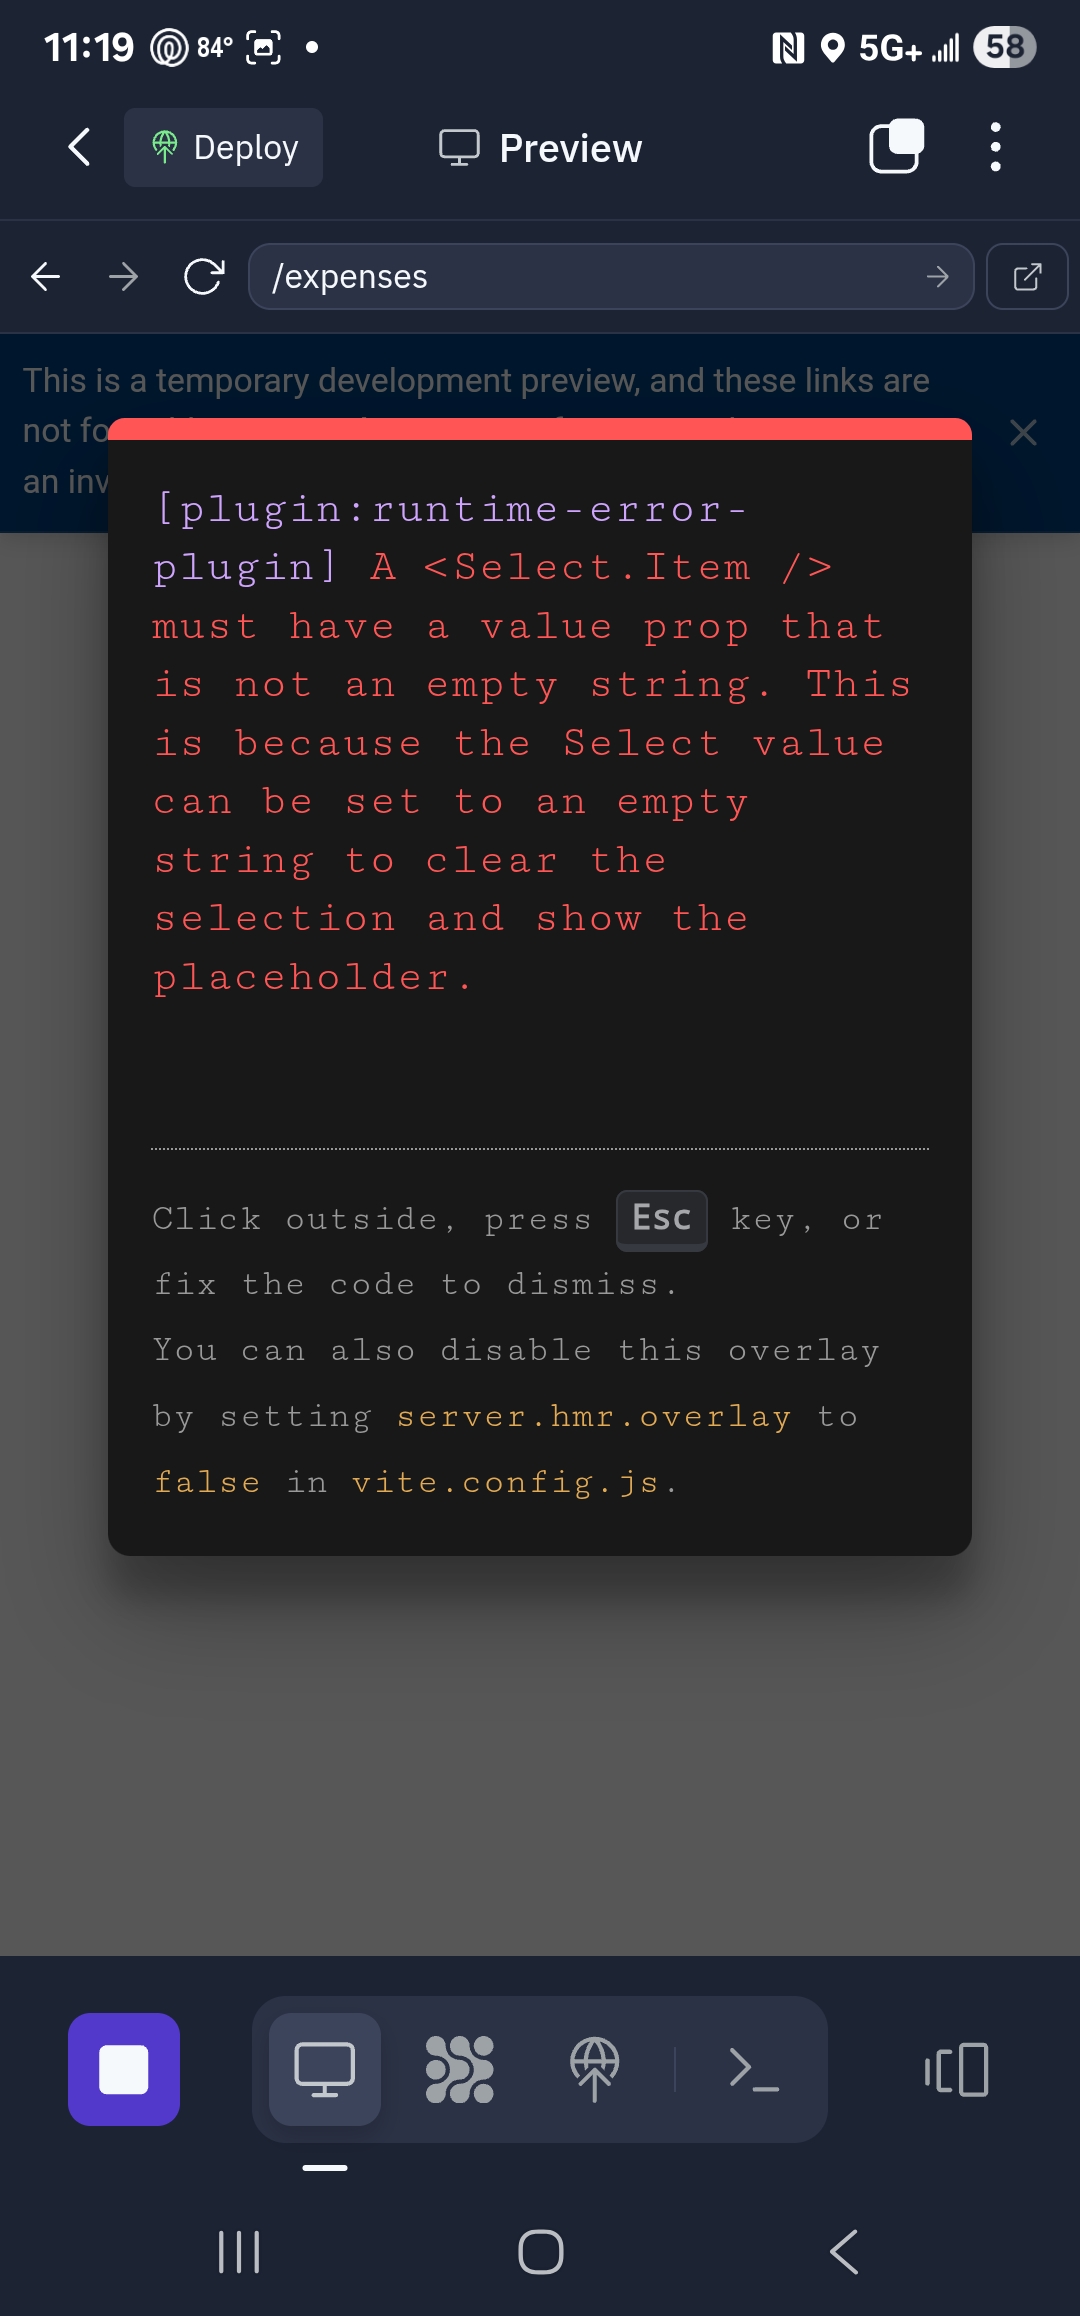 11:19 84° 5G+ 58
Deploy Preview
/expenses
This is a temporary development preview, and these links are
not fo
an inv
[plugin:runtime-error-
plugin] A <Select.Item />
must have a value prop that
is not an empty string. This
is because the Select value
can be set to an empty
string to clear the
selection and show the
placeholder.
Click outside, press Esc key, or
fix the code to dismiss.
You can also disable this overlay
by setting server.hmr.overlay to
false in vite.config.js.